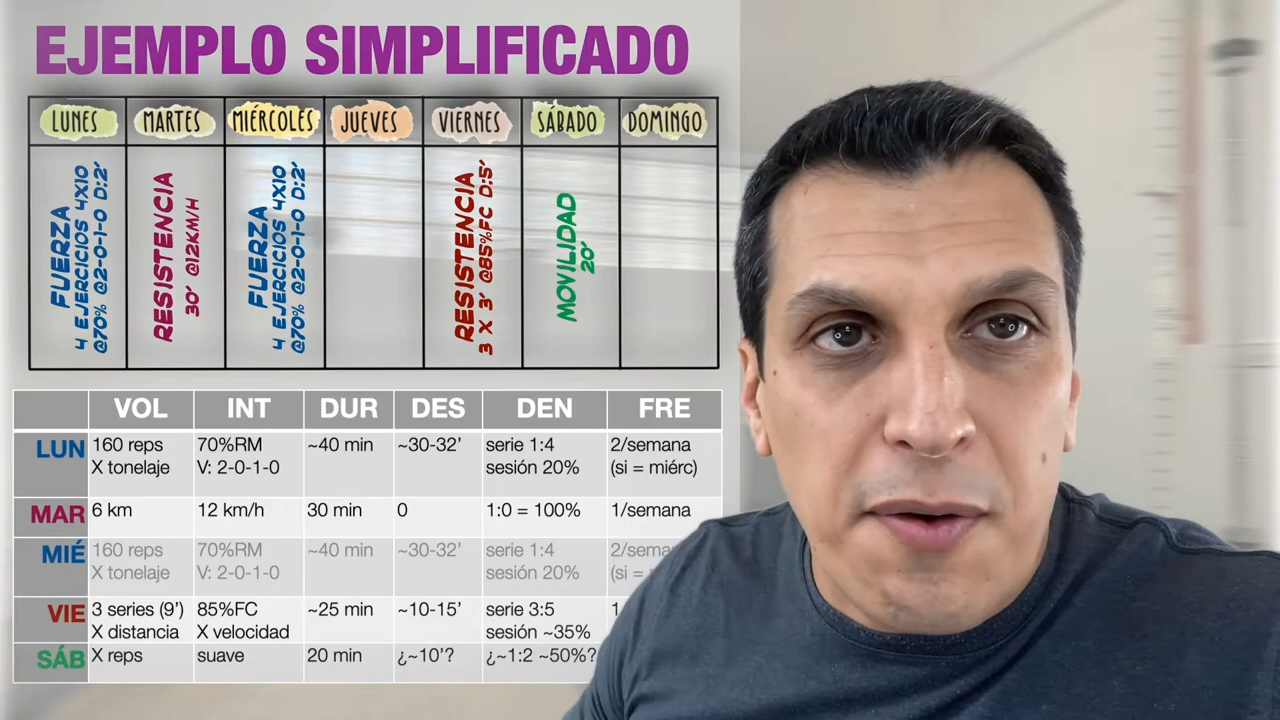 EJEMPLO SIMPLIFICADO
LUNES MARTES MIÉRCOLES JUEVES VIERNES SÁBADO DOMINGO
FUERZA
4 EJERCICIOS 4X10
@70% @2-0-1-0 D:2'
RESISTENCIA
30' @12KM/H
FUERZA
4 EJERCICIOS 4X10
@70% @2-0-1-0 D:2'
RESISTENCIA
3 X 3' @85%FC D:5'
MOVILIDAD
20'
VOL INT DUR DES DEN FRE
LUN 160 reps 70%RM ~40 min ~30-32' serie 1:4 2/semana
X tonelaje V: 2-0-1-0 sesión 20% (si = miérc)
MAR 6 km 12 km/h 30 min 0 1:0 = 100% 1/semana
MIÉ 160 reps 70%RM ~40 min ~30-32' serie 1:4
X tonelaje V: 2-0-1-0 sesión 20% (si =
VIE 3 series (9') 85%FC ~25 min ~10-15' serie 3:5 1
X distancia X velocidad sesión ~35%
SÁB X reps suave 20 min ¿~10'? ¿~1:2 ~50%?